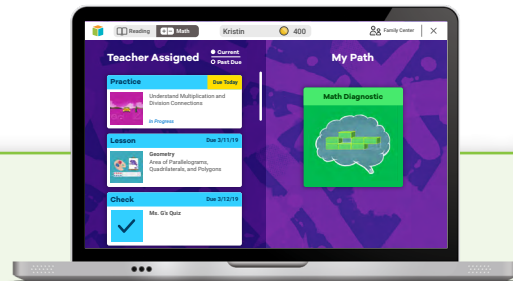 Reading
Math
Kristin
400
Family Center
Teacher Assigned
Current
Past Due
My Path
Practice
Due Today
Understand Multiplication and
Division Connections
In Progress
Math Diagnostic
Lesson
Due 3/11/19
Geometry
Area of Parallelograms,
Quadrilaterals, and Polygons
Check
Due 3/12/19
Ms. G's Quiz